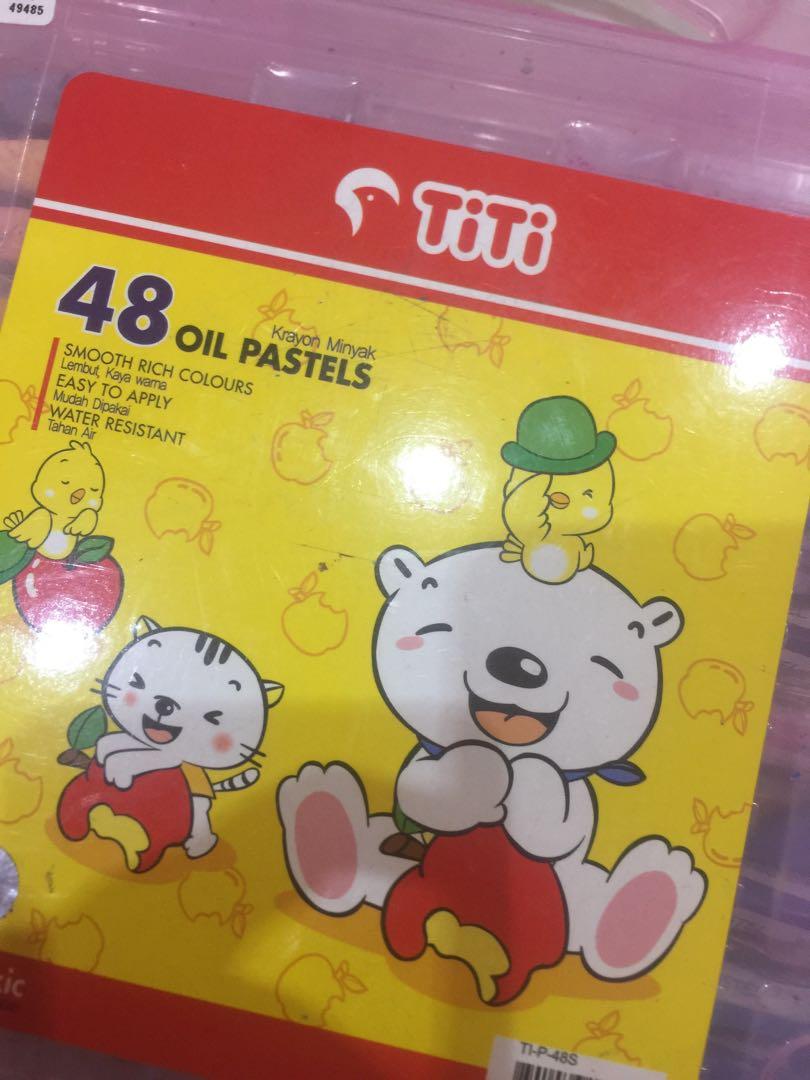 49485
TiTi
48 OIL PASTELS
Krayon Minyak
SMOOTH RICH COLOURS
Lembut, Kaya warna
EASY TO APPLY
Mudah Dipakai
WATER RESISTANT
Tahan Air
TI-P-48S